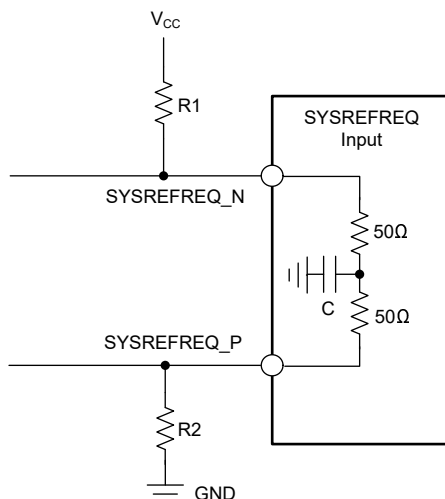 V_CC
R1
SYSREFREQ
Input
SYSREFREQ_N
50Ω
C
50Ω
SYSREFREQ_P
R2
GND